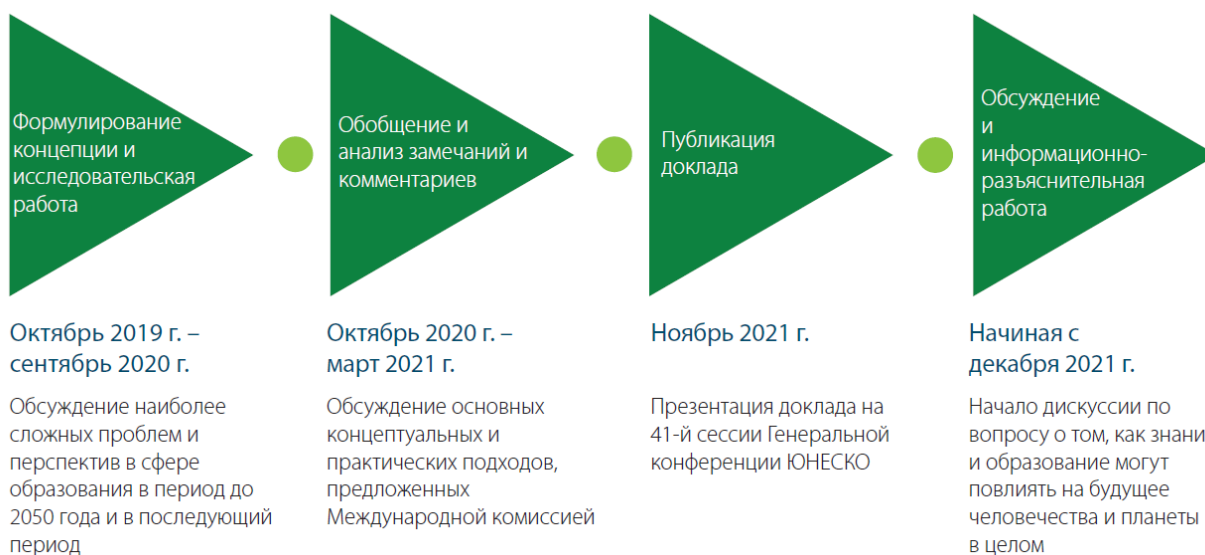 Формулирование
концепции и
исследовательская
работа
Обобщение и
анализ замечаний и
комментариев
Публикация
доклада
Обсуждение
и
информационно-
разъяснительная
работа
Октябрь 2019 г. –
сентябрь 2020 г.
Обсуждение наиболее
сложных проблем и
перспектив в сфере
образования в период до
2050 года и в последующий
период
Октябрь 2020 г. –
март 2021 г.
Обсуждение основных
концептуальных и
практических подходов,
предложенных
Международной комиссией
Ноябрь 2021 г.
Презентация доклада на
41-й сессии Генеральной
конференции ЮНЕСКО
Начиная с
декабря 2021 г.
Начало дискуссии по
вопросу о том, как знани
и образование могут
повлиять на будущее
человечества и планеты
в целом